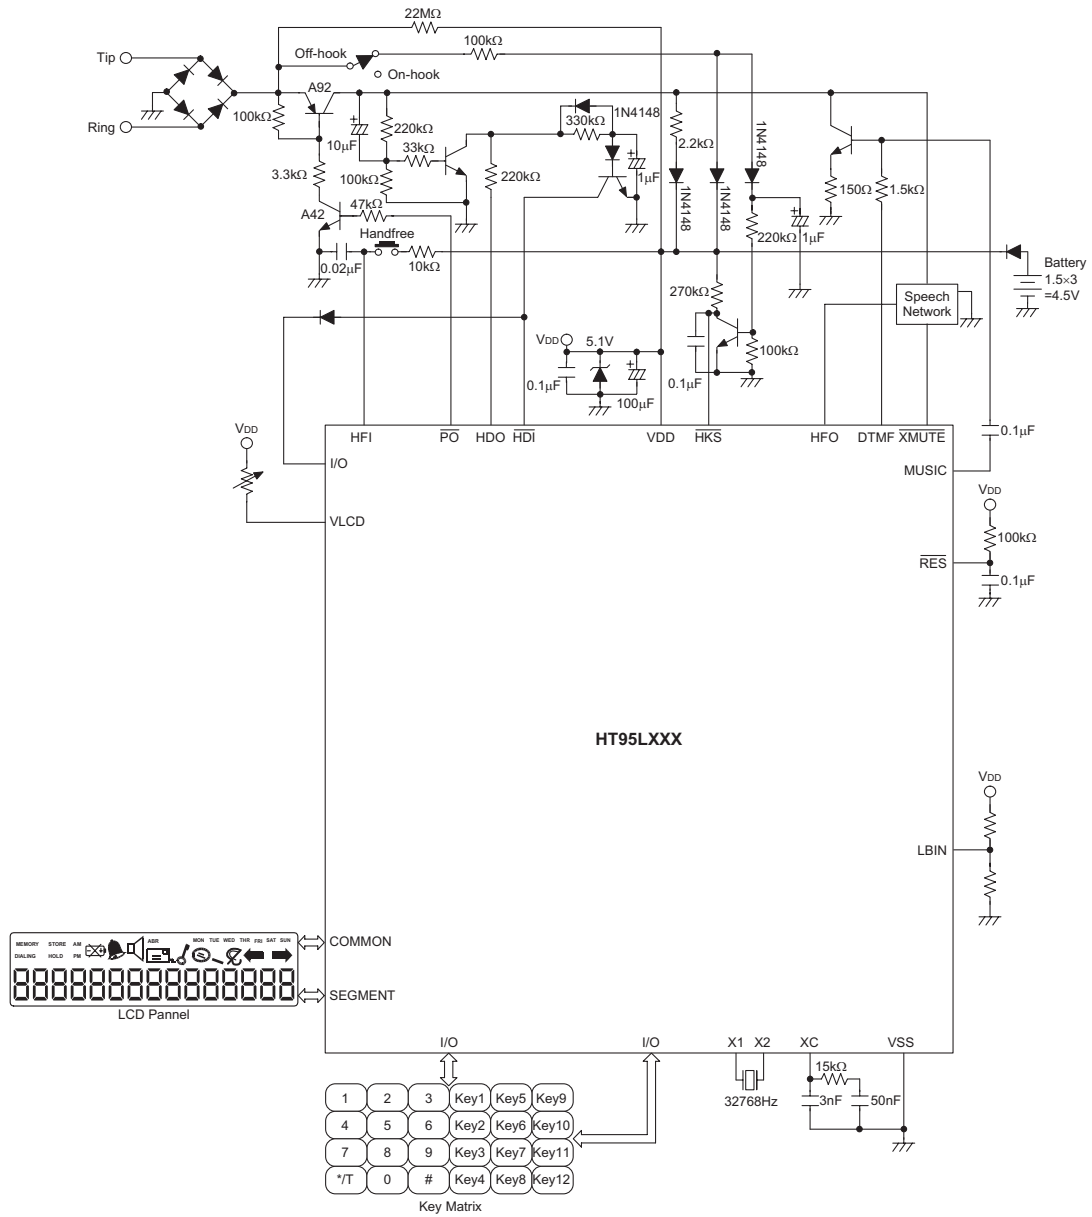 22MΩ
Off-hook
100kΩ
Tip
On-hook
A92
1N4148
1N4148
100kΩ
330kΩ
Ring
10μF
220kΩ
2.2kΩ
33kΩ
3.3kΩ
100kΩ
220kΩ
1μF
150Ω
1.5kΩ
1N4148
1N4148
47kΩ
A42
Handfree
220kΩ
1μF
0.02μF
10kΩ
Battery
1.5×3
=4.5V
270kΩ
Speech
Network
VDD
5.1V
100kΩ
0.1μF
100μF
0.1μF
VDD
HFI
PO
HDO
HDI
VDD
HKS
HFO
DTMF
XMUTE
0.1μF
I/O
MUSIC
VDD
VLCD
100kΩ
RES
0.1μF
HT95LXXX
VDD
LBIN
MEMORY
STORE
AM
ABR
MON
TUE
WED
THR
FRI
SAT
SUN
COMMON
DIALING
HOLD
PM
SEGMENT
LCD Pannel
I/O
I/O
X1
X2
XC
VSS
15kΩ
3nF
50nF
32768Hz
1 2 3 Key1 Key5 Key9
4 5 6 Key2 Key6 Key10
7 8 9 Key3 Key7 Key11
*/T 0 # Key4 Key8 Key12
Key Matrix